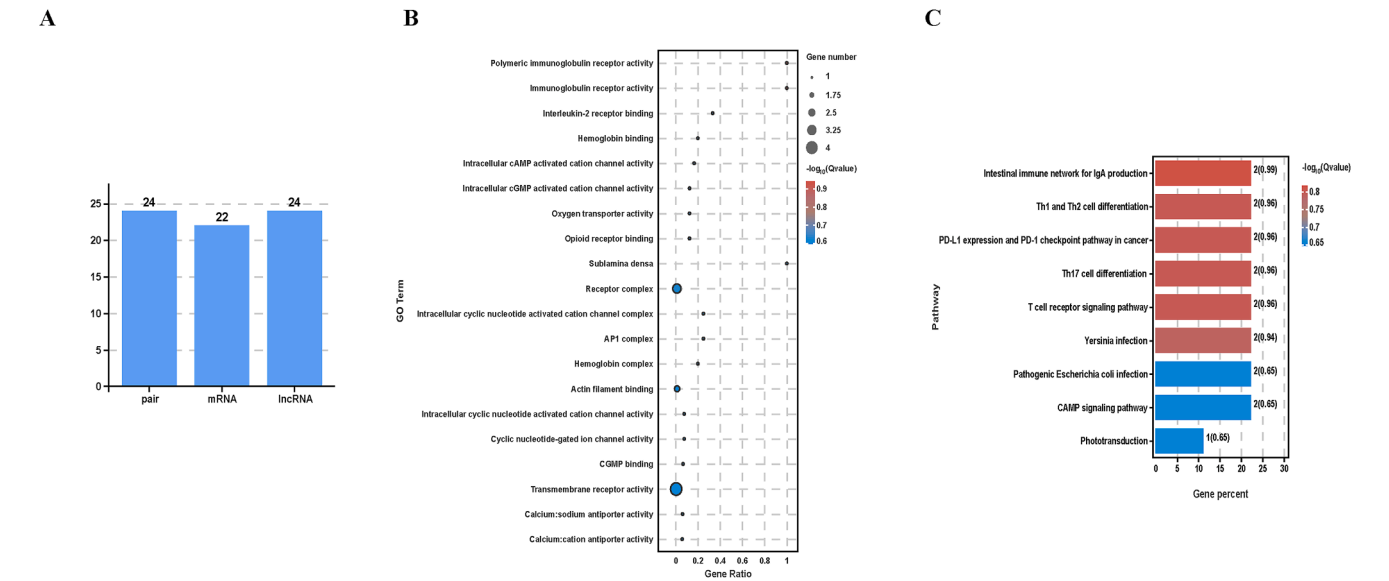 A
B
C
25
20
15
10
5
0
24
22
24
pair
mRNA
lncRNA
GO Term
Polymeric immunoglobulin receptor activity
Immunoglobulin receptor activity
Interleukin-2 receptor binding
Hemoglobin binding
Intracellular cAMP activated cation channel activity
Intracellular cGMP activated cation channel activity
Oxygen transporter activity
Opioid receptor binding
Sublamina densa
Receptor complex
Intracellular cyclic nucleotide activated cation channel complex
AP1 complex
Hemoglobin complex
Actin filament binding
Intracellular cyclic nucleotide activated cation channel activity
Cyclic nucleotide-gated ion channel activity
CGMP binding
Transmembrane receptor activity
Calcium:sodium antiporter activity
Calcium:cation antiporter activity
0 0.2 0.4 0.6 0.8 1
Gene Ratio
Gene number
1
1.75
2.5
3.25
4
-log10(Qvalue)
0.9
0.8
0.7
0.6
Pathway
Intestinal immune network for IgA production 2(0.99)
Th1 and Th2 cell differentiation 2(0.96)
PD-L1 expression and PD-1 checkpoint pathway in cancer 2(0.96)
Th17 cell differentiation 2(0.96)
T cell receptor signaling pathway 2(0.96)
Yersinia infection 2(0.94)
Pathogenic Escherichia coli infection 2(0.65)
CAMP signaling pathway 2(0.65)
Phototransduction 1(0.65)
0 5 10 15 20 25 30
Gene percent
-log10(Qvalue)
0.8
0.75
0.7
0.65